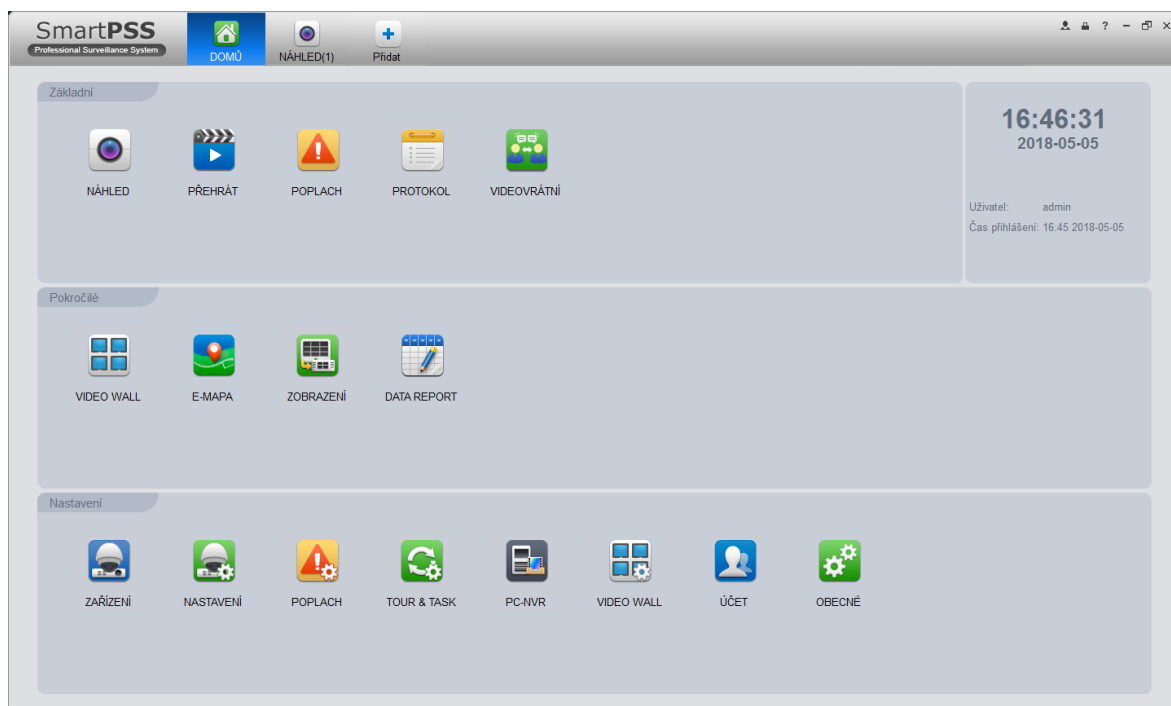 SmartPSS
Professional Surveillance System
DOMŮ
NÁHLED(1)
Přidat
?
Základní
NÁHLED
PŘEHRÁT
POPLACH
PROTOKOL
VIDEOVRÁTNÍ
16:46:31
2018-05-05
Uživatel: admin
Čas přihlášení: 16:45 2018-05-05
Pokročilé
VIDEO WALL
E-MAPA
ZOBRAZENÍ
DATA REPORT
Nastavení
ZAŘÍZENÍ
NASTAVENÍ
POPLACH
TOUR & TASK
PC-NVR
VIDEO WALL
ÚČET
OBECNÉ